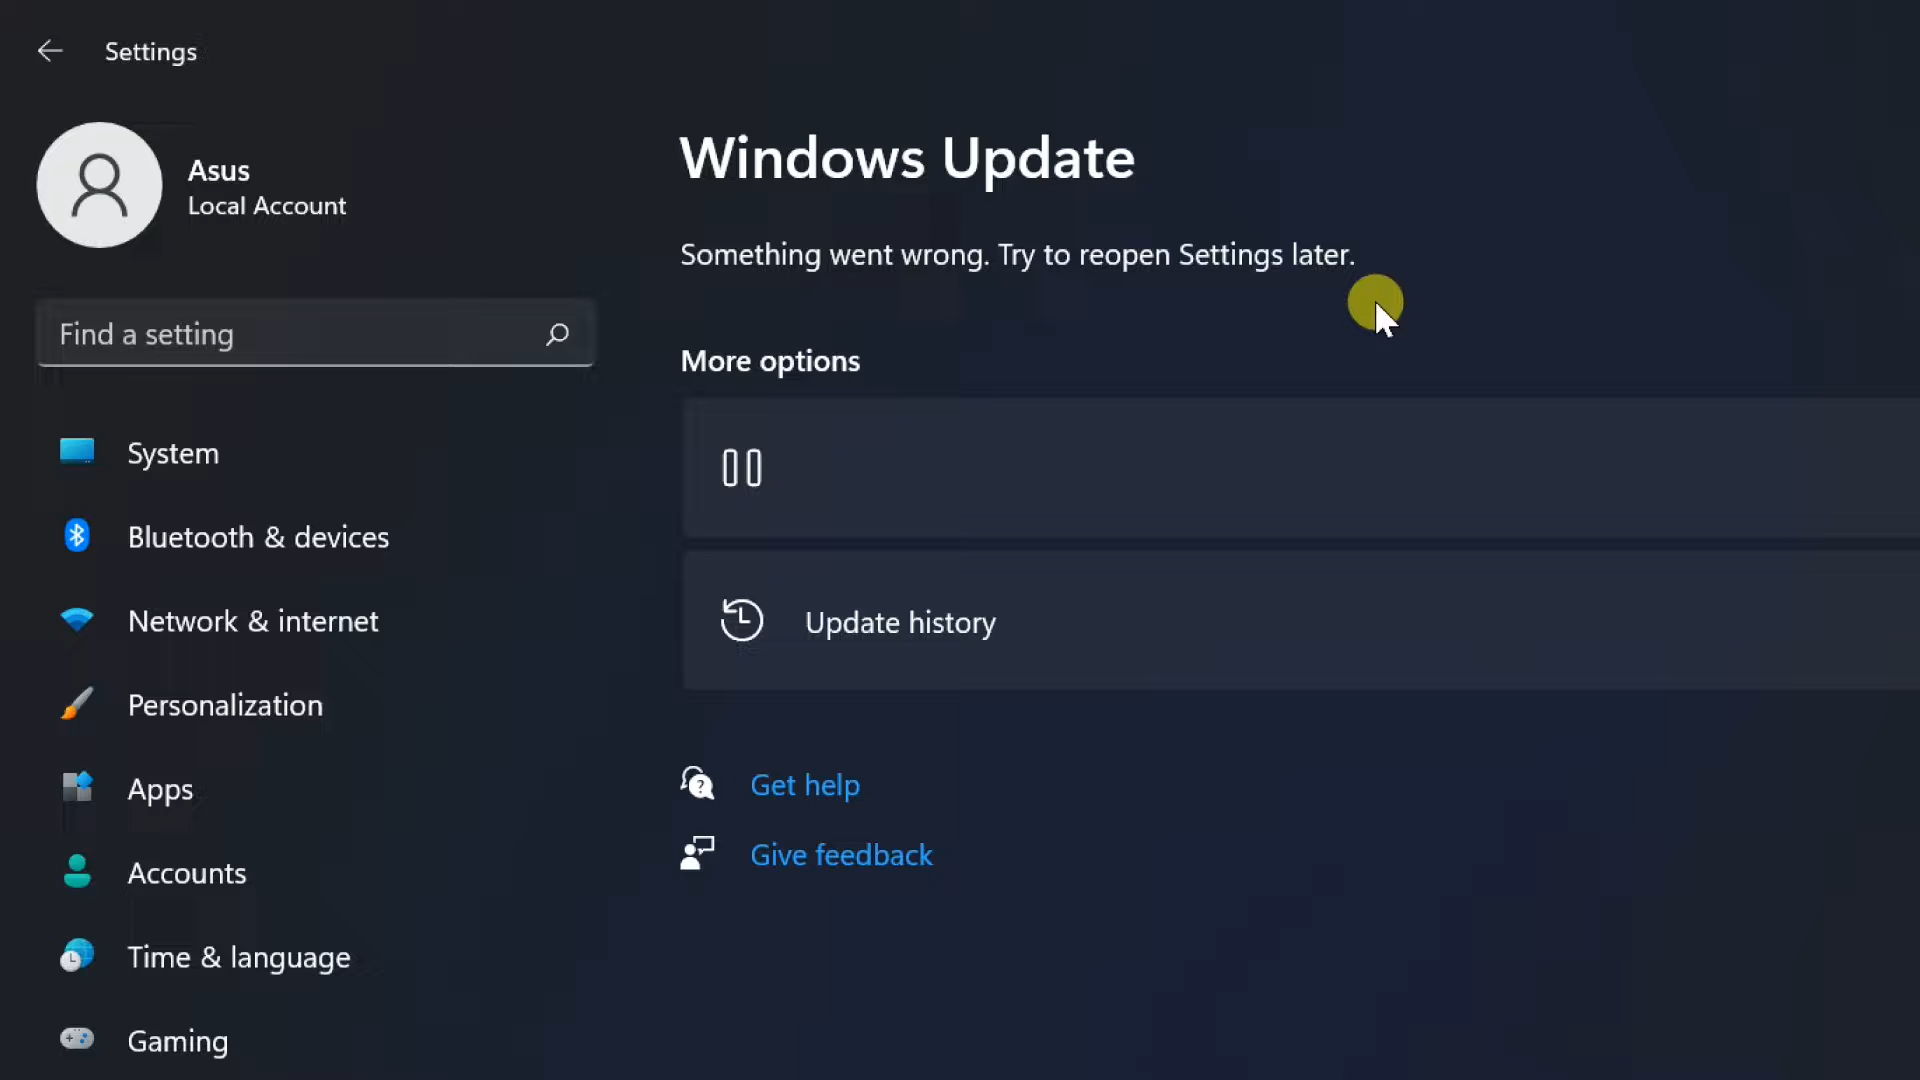 Settings
Asus
Local Account
Find a setting
System
Bluetooth & devices
Network & internet
Personalization
Apps
Accounts
Time & language
Gaming
Windows Update
Something went wrong. Try to reopen Settings later.
More options
Update history
Get help
Give feedback